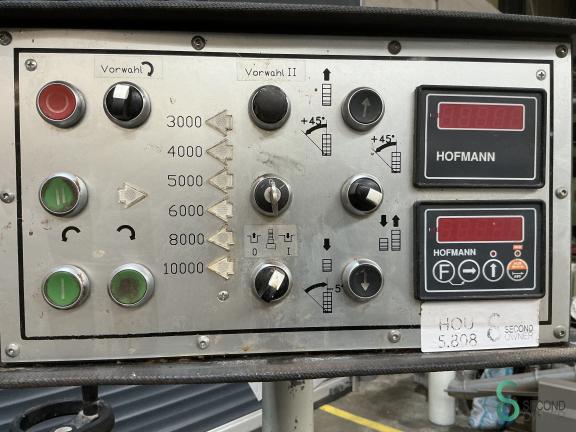 Vorwahl
Vorwahl II
3000
4000
5000
6000
8000
10000
+45°
+45°
0 I
-5°
HOFMANN
HOFMANN
F
HOU
5.808
SECOND
OWNER
SECOND